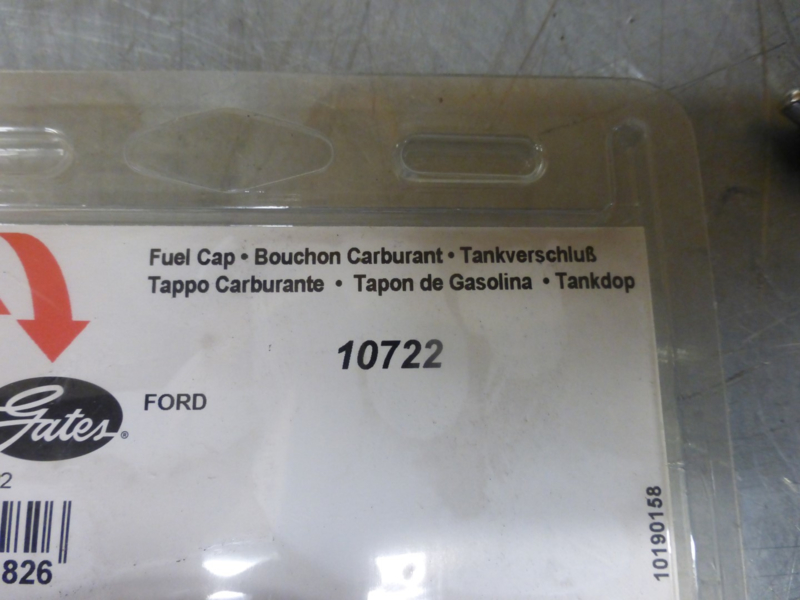 Fuel Cap • Bouchon Carburant • Tankverschluß
Tappo Carburante • Tapon de Gasolina • Tankdop
10722
Gates®
FORD
2
826
10190158